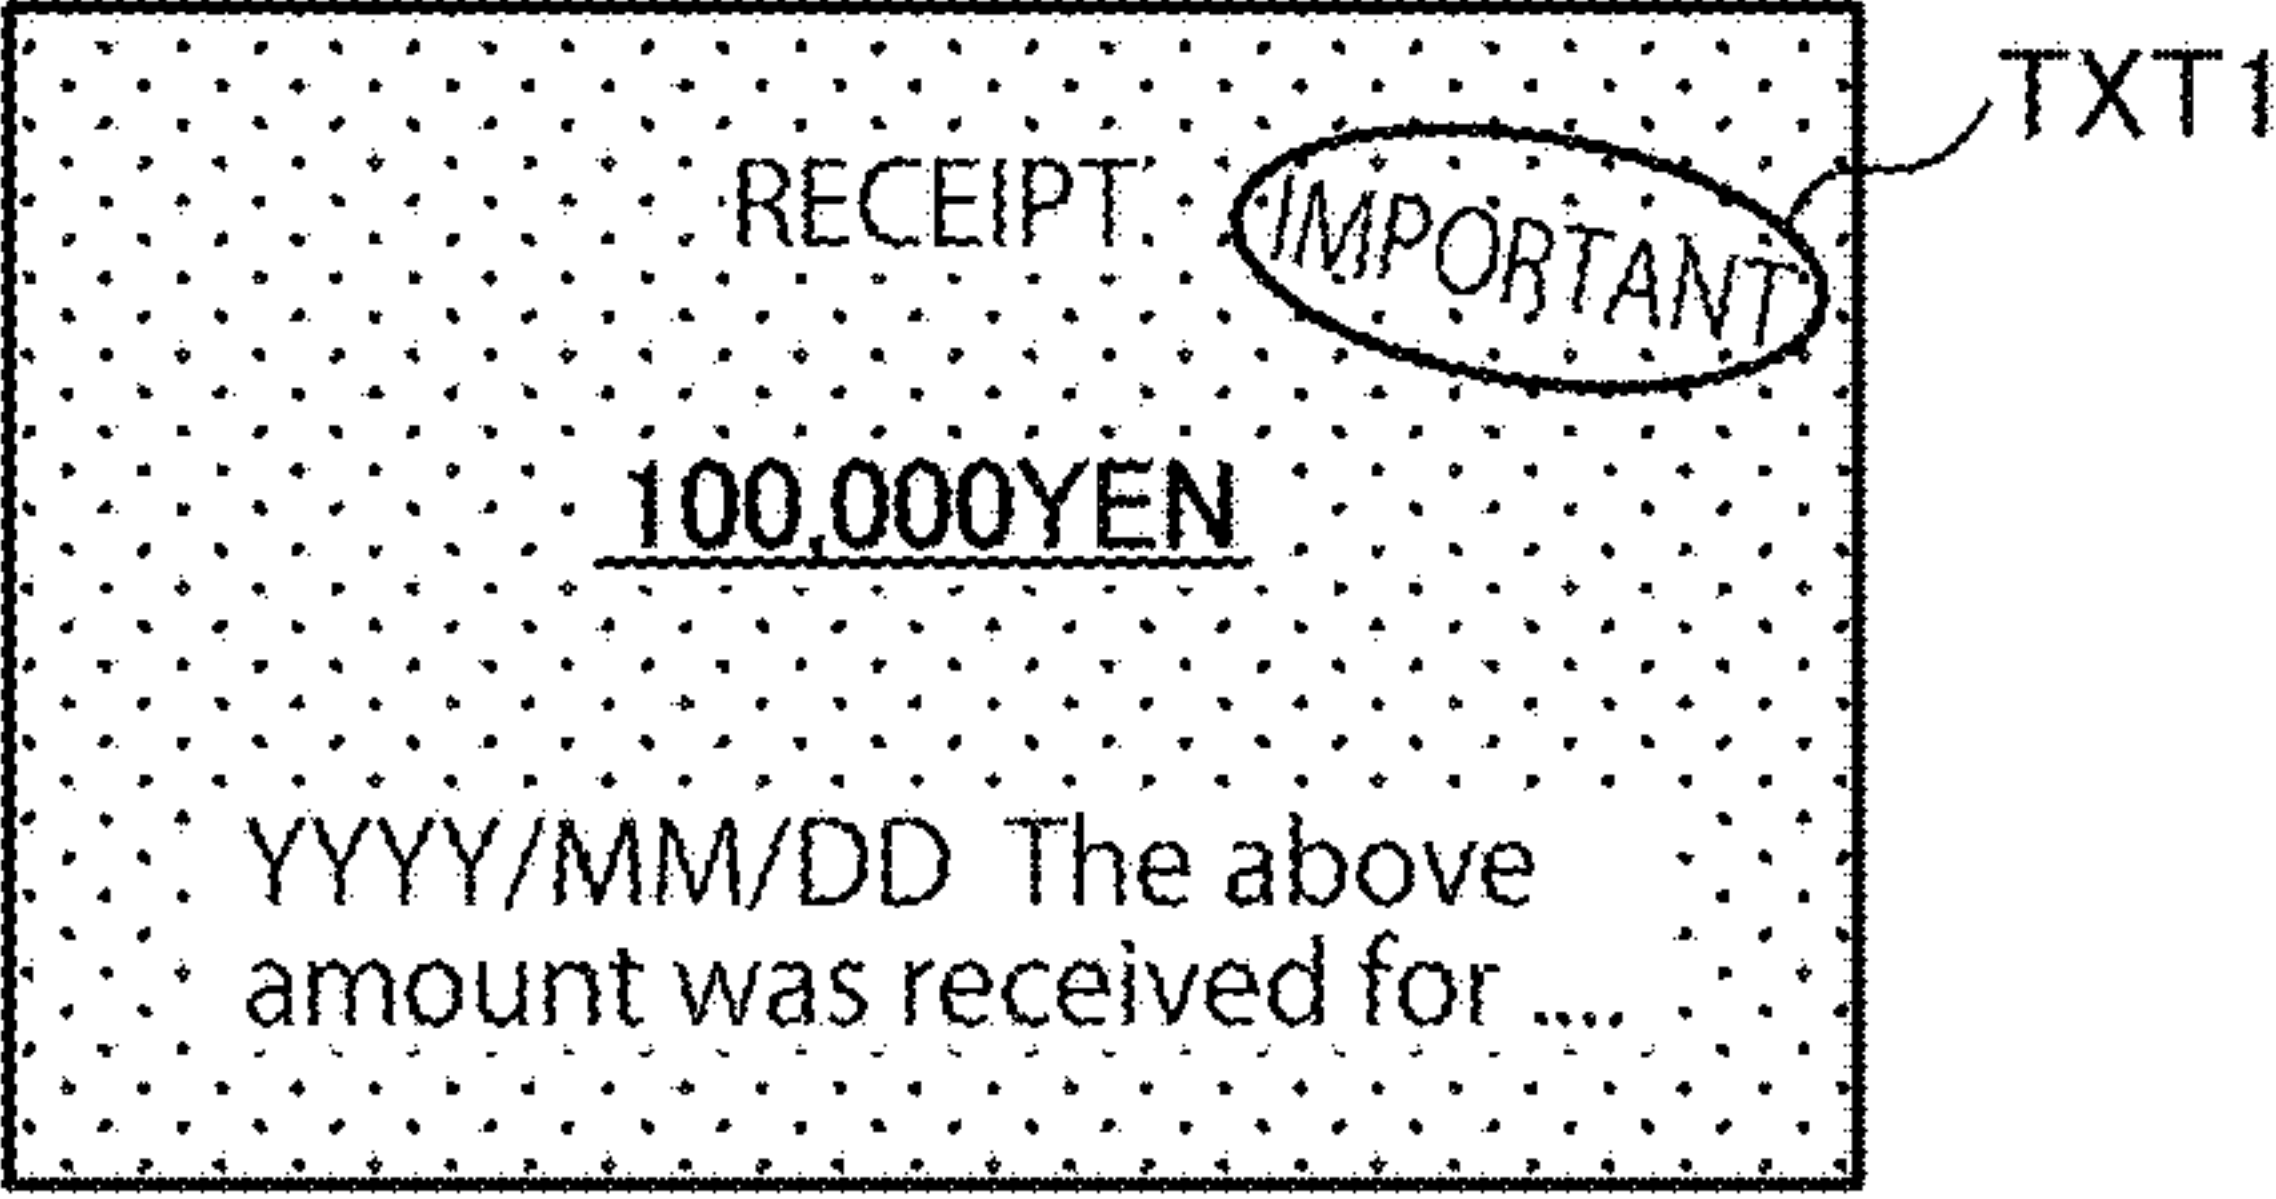 TXT1
RECEIPT
IMPORTANT
100,000YEN
YYYY/MM/DD The above
amount was received for ....